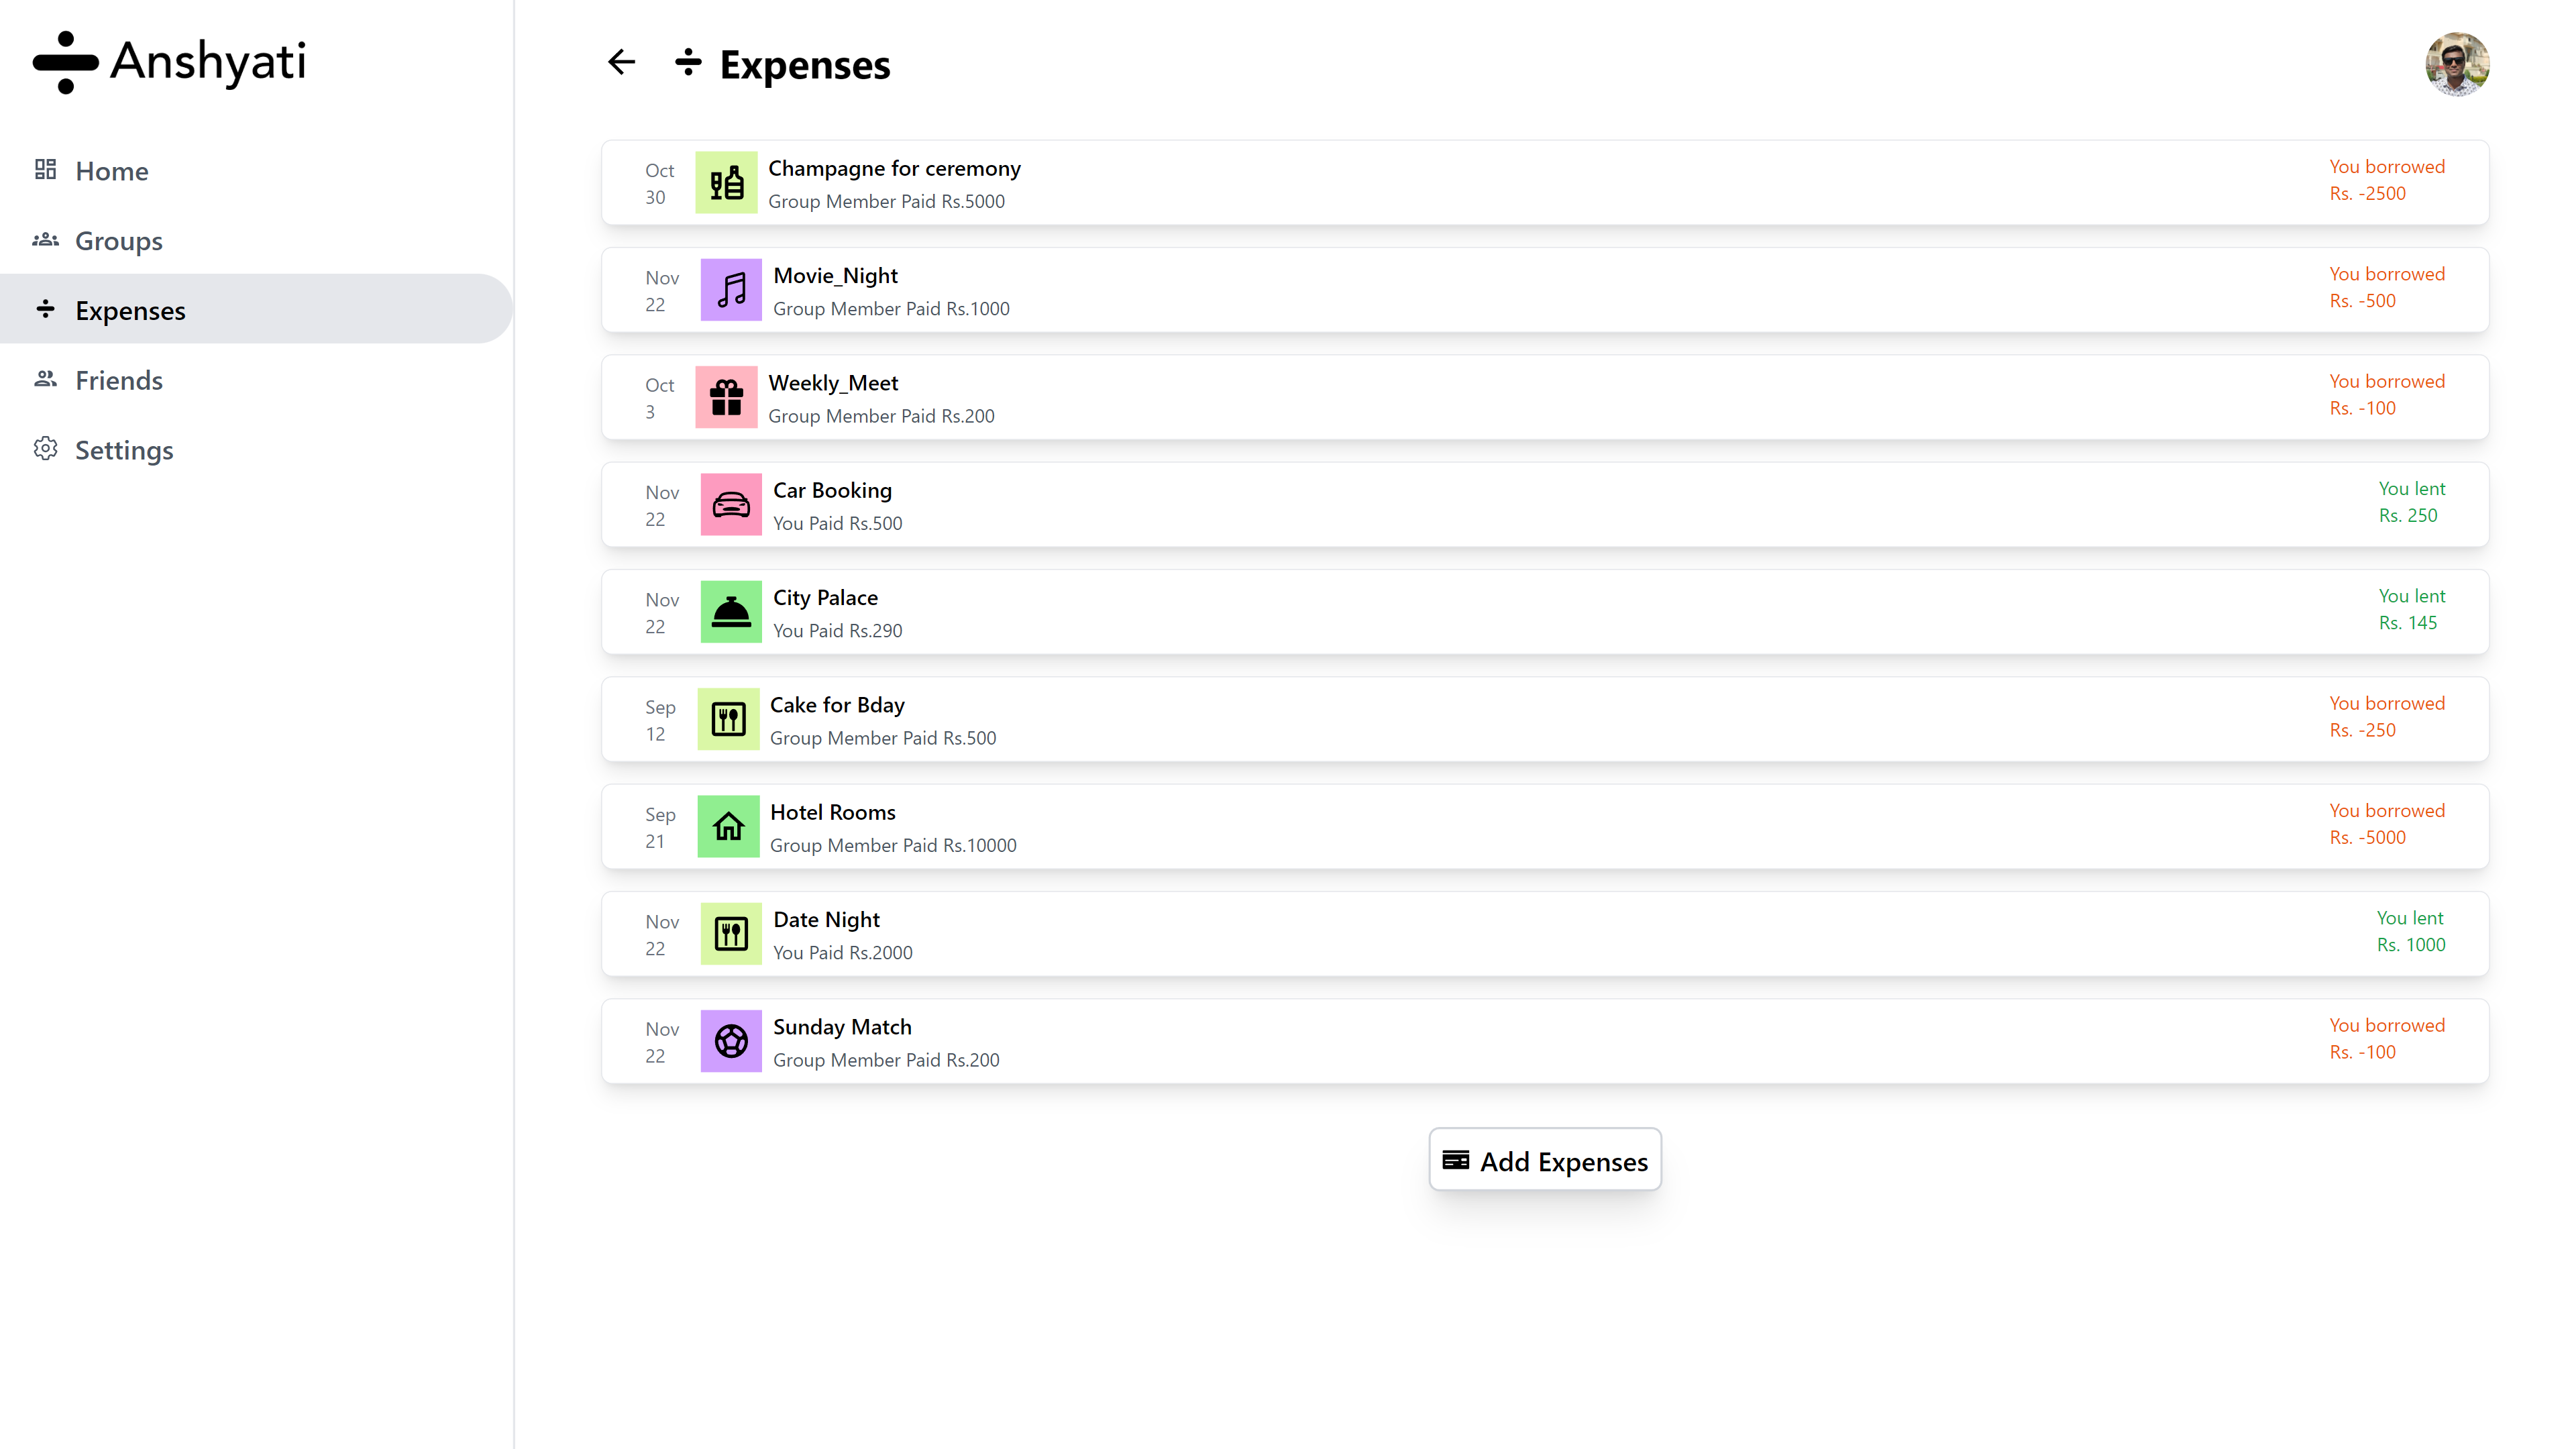 Anshyati
Home
Groups
Expenses
Friends
Settings
Expenses
Oct
30
Champagne for ceremony
Group Member Paid Rs.5000
You borrowed
Rs. -2500
Nov
22
Movie_Night
Group Member Paid Rs.1000
You borrowed
Rs. -500
Oct
3
Weekly_Meet
Group Member Paid Rs.200
You borrowed
Rs. -100
Nov
22
Car Booking
You Paid Rs.500
You lent
Rs. 250
Nov
22
City Palace
You Paid Rs.290
You lent
Rs. 145
Sep
12
Cake for Bday
Group Member Paid Rs.500
You borrowed
Rs. -250
Sep
21
Hotel Rooms
Group Member Paid Rs.10000
You borrowed
Rs. -5000
Nov
22
Date Night
You Paid Rs.2000
You lent
Rs. 1000
Nov
22
Sunday Match
Group Member Paid Rs.200
You borrowed
Rs. -100
Add Expenses